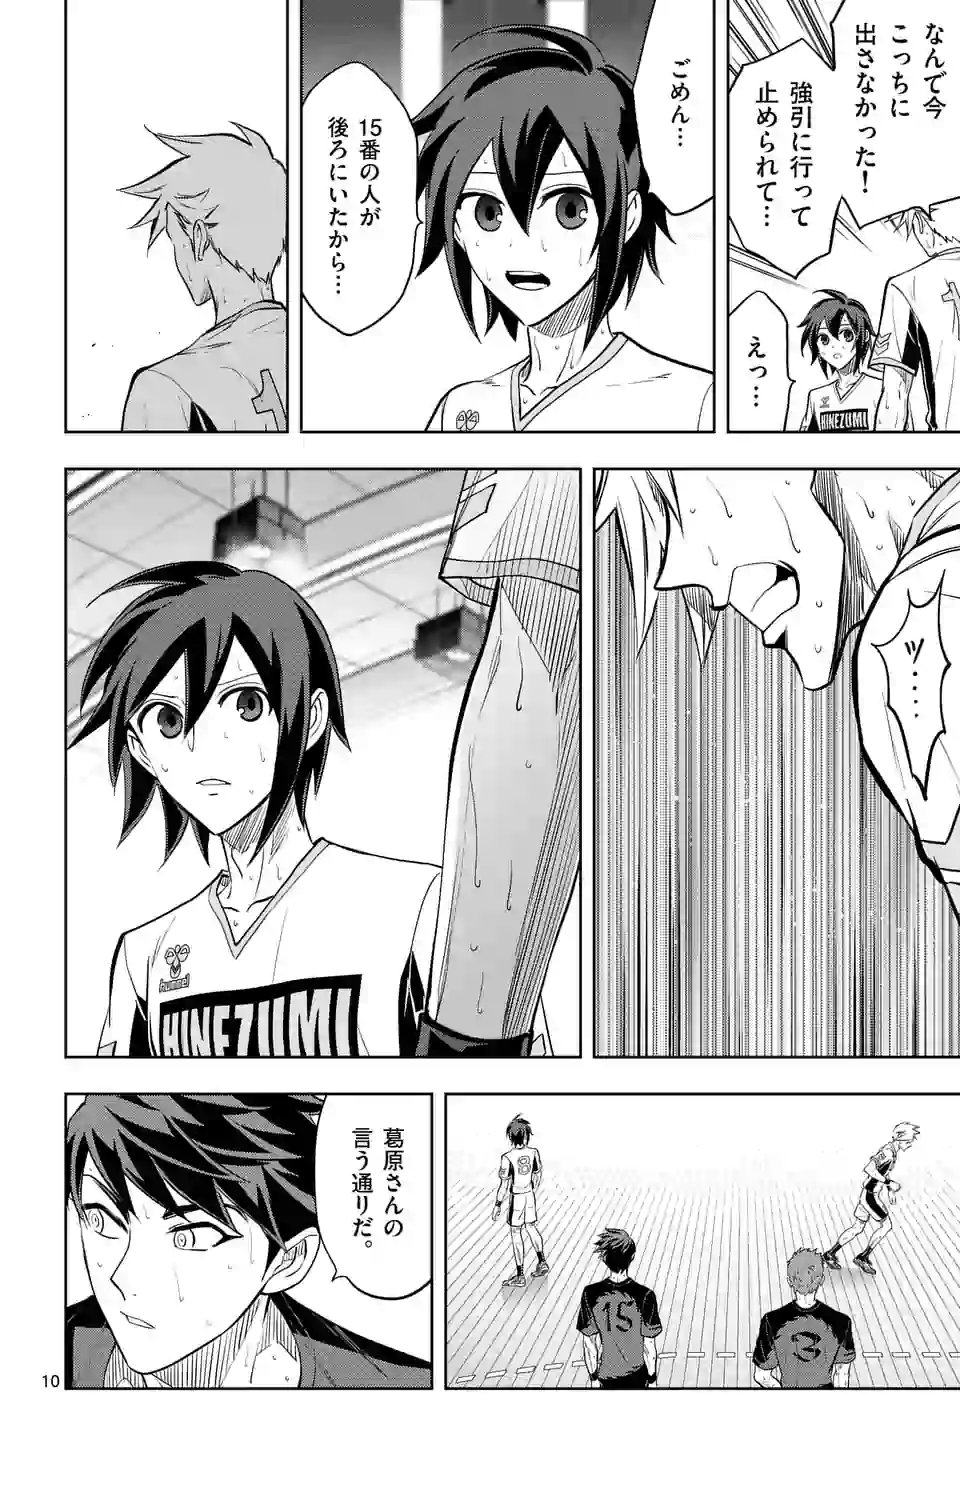 なんで今
こっちに
出さなかった！
強引に行って
止められて…
えっ…
HINEZUMI
ごめん…
15番の人が
後ろにいたから…
ッ……
hummel
HINEZUMI
8
15
3
葛原さんの
言う通りだ。
10